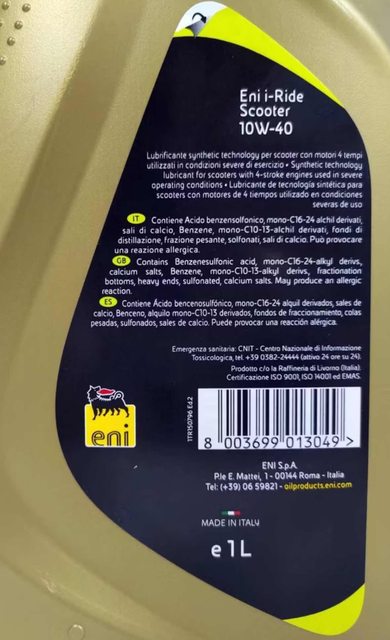 Eni i-Ride
Scooter
10W-40
Lubrificante synthetic technology per scooter con motori 4 tempi
utilizzati in condizioni severe di esercizio • Synthetic technology
lubricant for scooters with 4-stroke engines used in severe
operating conditions • Lubricante de tecnología sintética para
scooters con motores de 4 tiempos utilizado en condiciones
severas de uso
IT Contiene Acido benzensolfonico, mono-C16-24 alchil derivati,
sali di calcio, Benzene, mono-C10-13-alchil derivati, fondi di
distillazione, frazione pesante, solfonati, sali di calcio. Può provocare
una reazione allergica.
GB Contains Benzenesulfonic acid, mono-C16-24-alkyl derivs.,
calcium salts, Benzene, mono-C10-13-alkyl derivs., fractionation
bottoms, heavy ends, sulfonated, calcium salts. May produce an allergic
reaction.
ES Contiene Ácido bencenosulfónico, mono-C16-24 alquil derivados, sales de
calcio, Benceno, alquilo mono-C10-13 derivados, fondos de fraccionamiento, colas
pesadas, sulfonados, sales de calcio. Puede provocar una reacción alérgica.
Emergenza sanitaria: CNIT - Centro Nazionale di Informazione
Tossicologica, tel. +39 0382-24444 (attivo 24 ore su 24).
Prodotto c/o la Raffineria di Livorno (Italia).
Certificazione ISO 9001, ISO 14001 ed EMAS.
eni
1TR150796 Ed.2
8 003699 013049 >
ENI S.p.A.
P.le E. Mattei, 1 - 00144 Roma - Italia
Tel: (+39) 06 59821 - oilproducts.eni.com
MADE IN ITALY
e 1 L